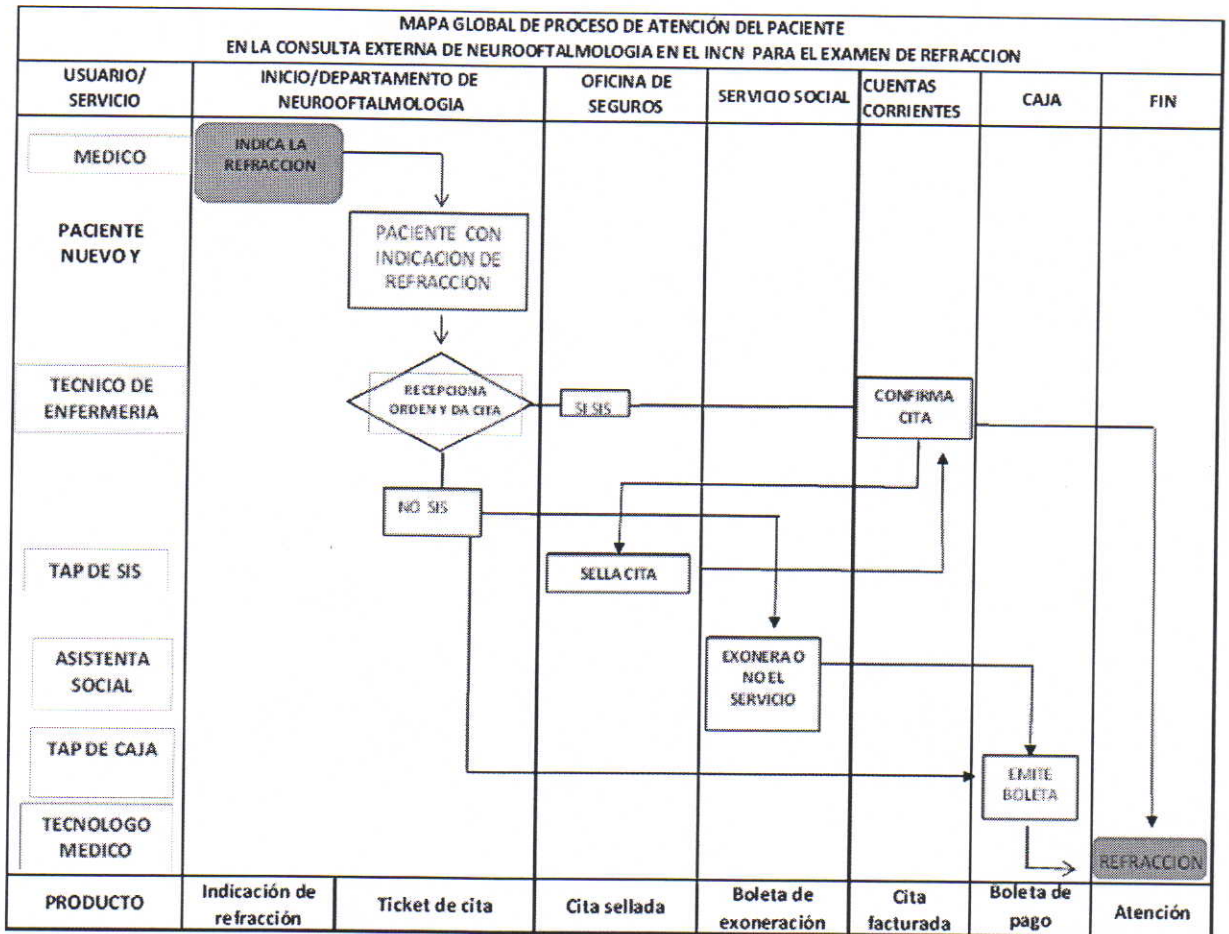 MAPA GLOBAL DE PROCESO DE ATENCIÓN DEL PACIENTE
EN LA CONSULTA EXTERNA DE NEUROOFTALMOLOGIA EN EL INCN PARA EL EXAMEN DE REFRACCION
USUARIO/
SERVICIO
INICIO/DEPARTAMENTO DE
NEUROOFTALMOLOGIA
OFICINA DE
SEGUROS
SERVICIO SOCIAL
CUENTAS
CORRIENTES
CAJA
FIN
MEDICO
INDICA LA
REFRACCION
PACIENTE
NUEVO Y
PACIENTE CON
INDICACION DE
REFRACCION
TECNICO DE
ENFERMERIA
RECEPCIONA
ORDEN Y DA CITA
SI SIS
CONFIRMA
CITA
NO SIS
TAP DE SIS
SELLA CITA
ASISTENTA
SOCIAL
EXONERA O
NO EL
SERVICIO
TAP DE CAJA
EMITE
BOLETA
TECNOLOGO
MEDICO
REFRACCION
PRODUCTO
Indicación de
refracción
Ticket de cita
Cita sellada
Boleta de
exoneración
Cita
facturada
Boleta de
pago
Atención